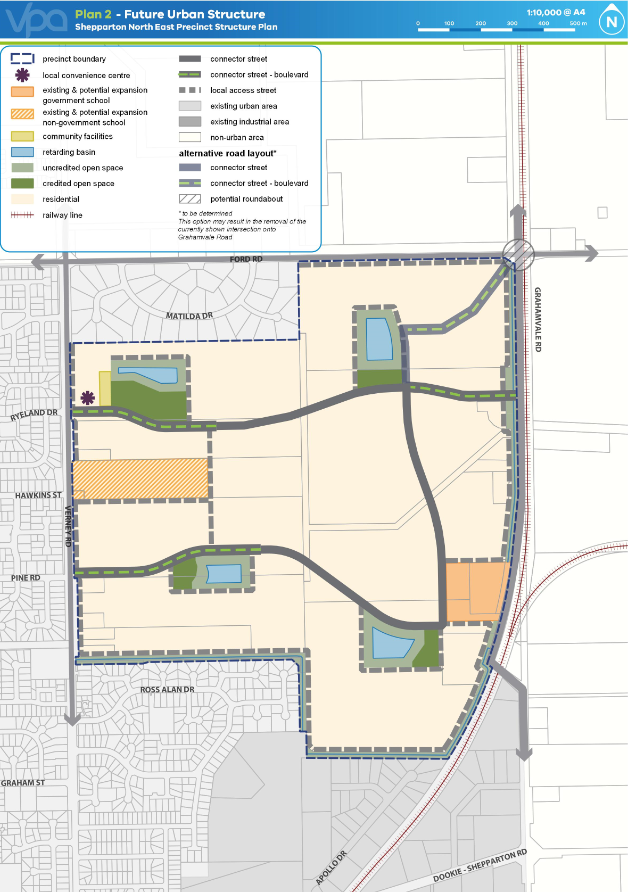 vpa
Plan 2 - Future Urban Structure
Shepparton North East Precinct Structure Plan
1:10,000 @ A4
0 100 200 300 400 500 m
N
precinct boundary
local convenience centre
existing & potential expansion
government school
existing & potential expansion
non-government school
community facilities
retarding basin
uncredited open space
credited open space
residential
railway line
connector street
connector street - boulevard
local access street
existing urban area
existing industrial area
non-urban area
alternative road layout*
connector street
connector street - boulevard
potential roundabout
* to be determined
This option may result in the removal of the
currently shown intersection onto
Grahamvale Road
FORD RD
MATILDA DR
GRAHAMVALE RD
RYELAND DR
HAWKINS ST
VERNEY RD
PINE RD
ROSS ALAN DR
GRAHAM ST
APOLLO DR
DOOKIE - SHEPPARTON RD